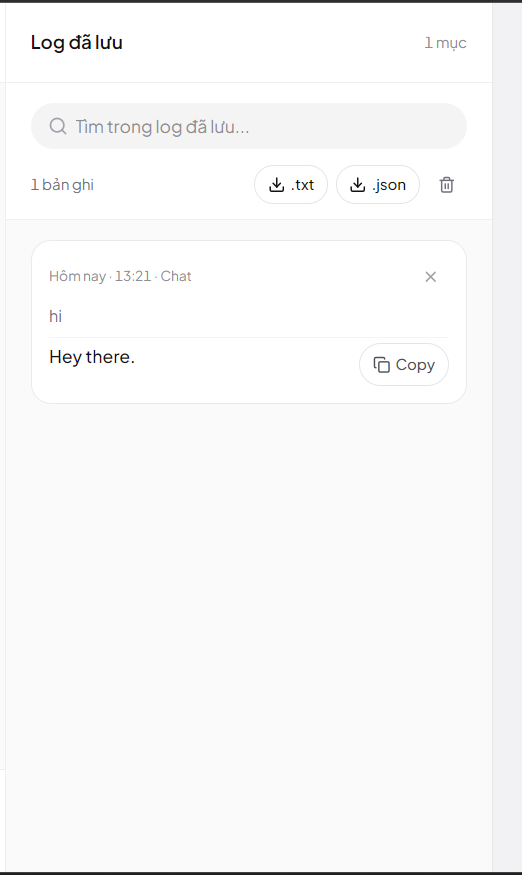 Log đã lưu
1 mục
Tìm trong log đã lưu...
1 bản ghi
.txt
.json
Hôm nay · 13:21 · Chat
hi
Hey there.
Copy